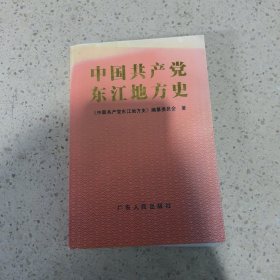 中国共产党
东江地方史
《中国共产党东江地方史》编纂委员会 著
广东人民出版社